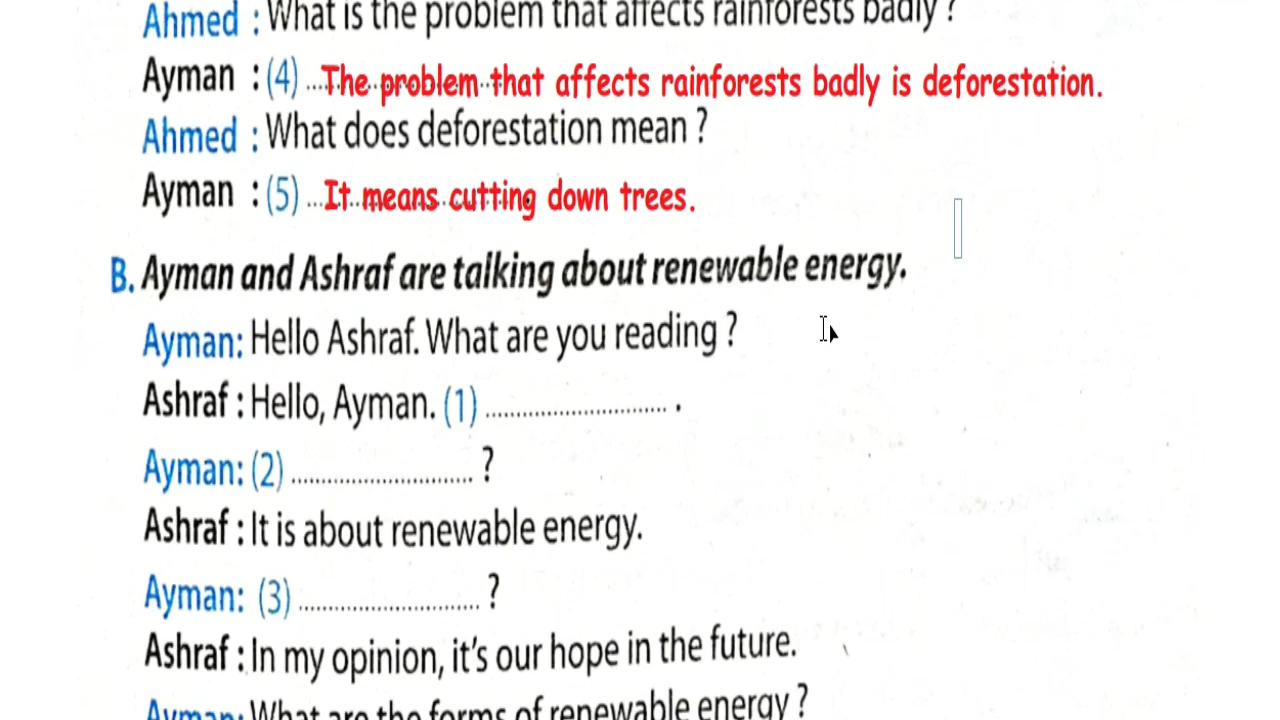 Ahmed : What is the problem that affects rainforests badly ?
Ayman : (4) ...The problem that affects rainforests badly is deforestation.
Ahmed : What does deforestation mean ?
Ayman : (5) ...It means cutting down trees.
B. Ayman and Ashraf are talking about renewable energy.
Ayman: Hello Ashraf. What are you reading ?
Ashraf : Hello, Ayman. (1) .............................. .
Ayman: (2) .............................. ?
Ashraf : It is about renewable energy.
Ayman: (3) .............................. ?
Ashraf : In my opinion, it's our hope in the future.
Ayman: What are the forms of renewable energy ?